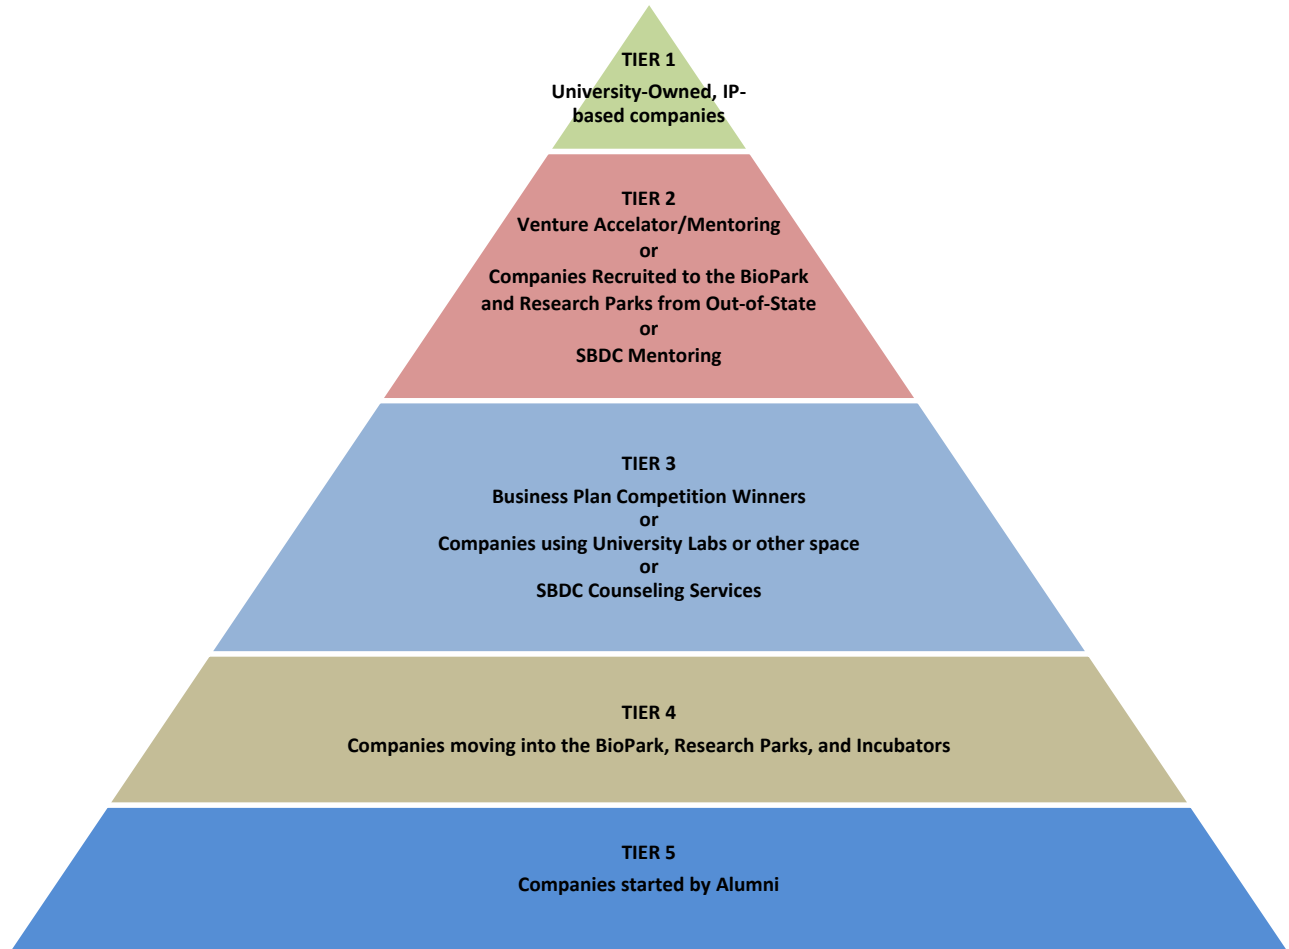 TIER 1
University-Owned, IP-
based companies
TIER 2
Venture Accelator/Mentoring
or
Companies Recruited to the BioPark
and Research Parks from Out-of-State
or
SBDC Mentoring
TIER 3
Business Plan Competition Winners
or
Companies using University Labs or other space
or
SBDC Counseling Services
TIER 4
Companies moving into the BioPark, Research Parks, and Incubators
TIER 5
Companies started by Alumni